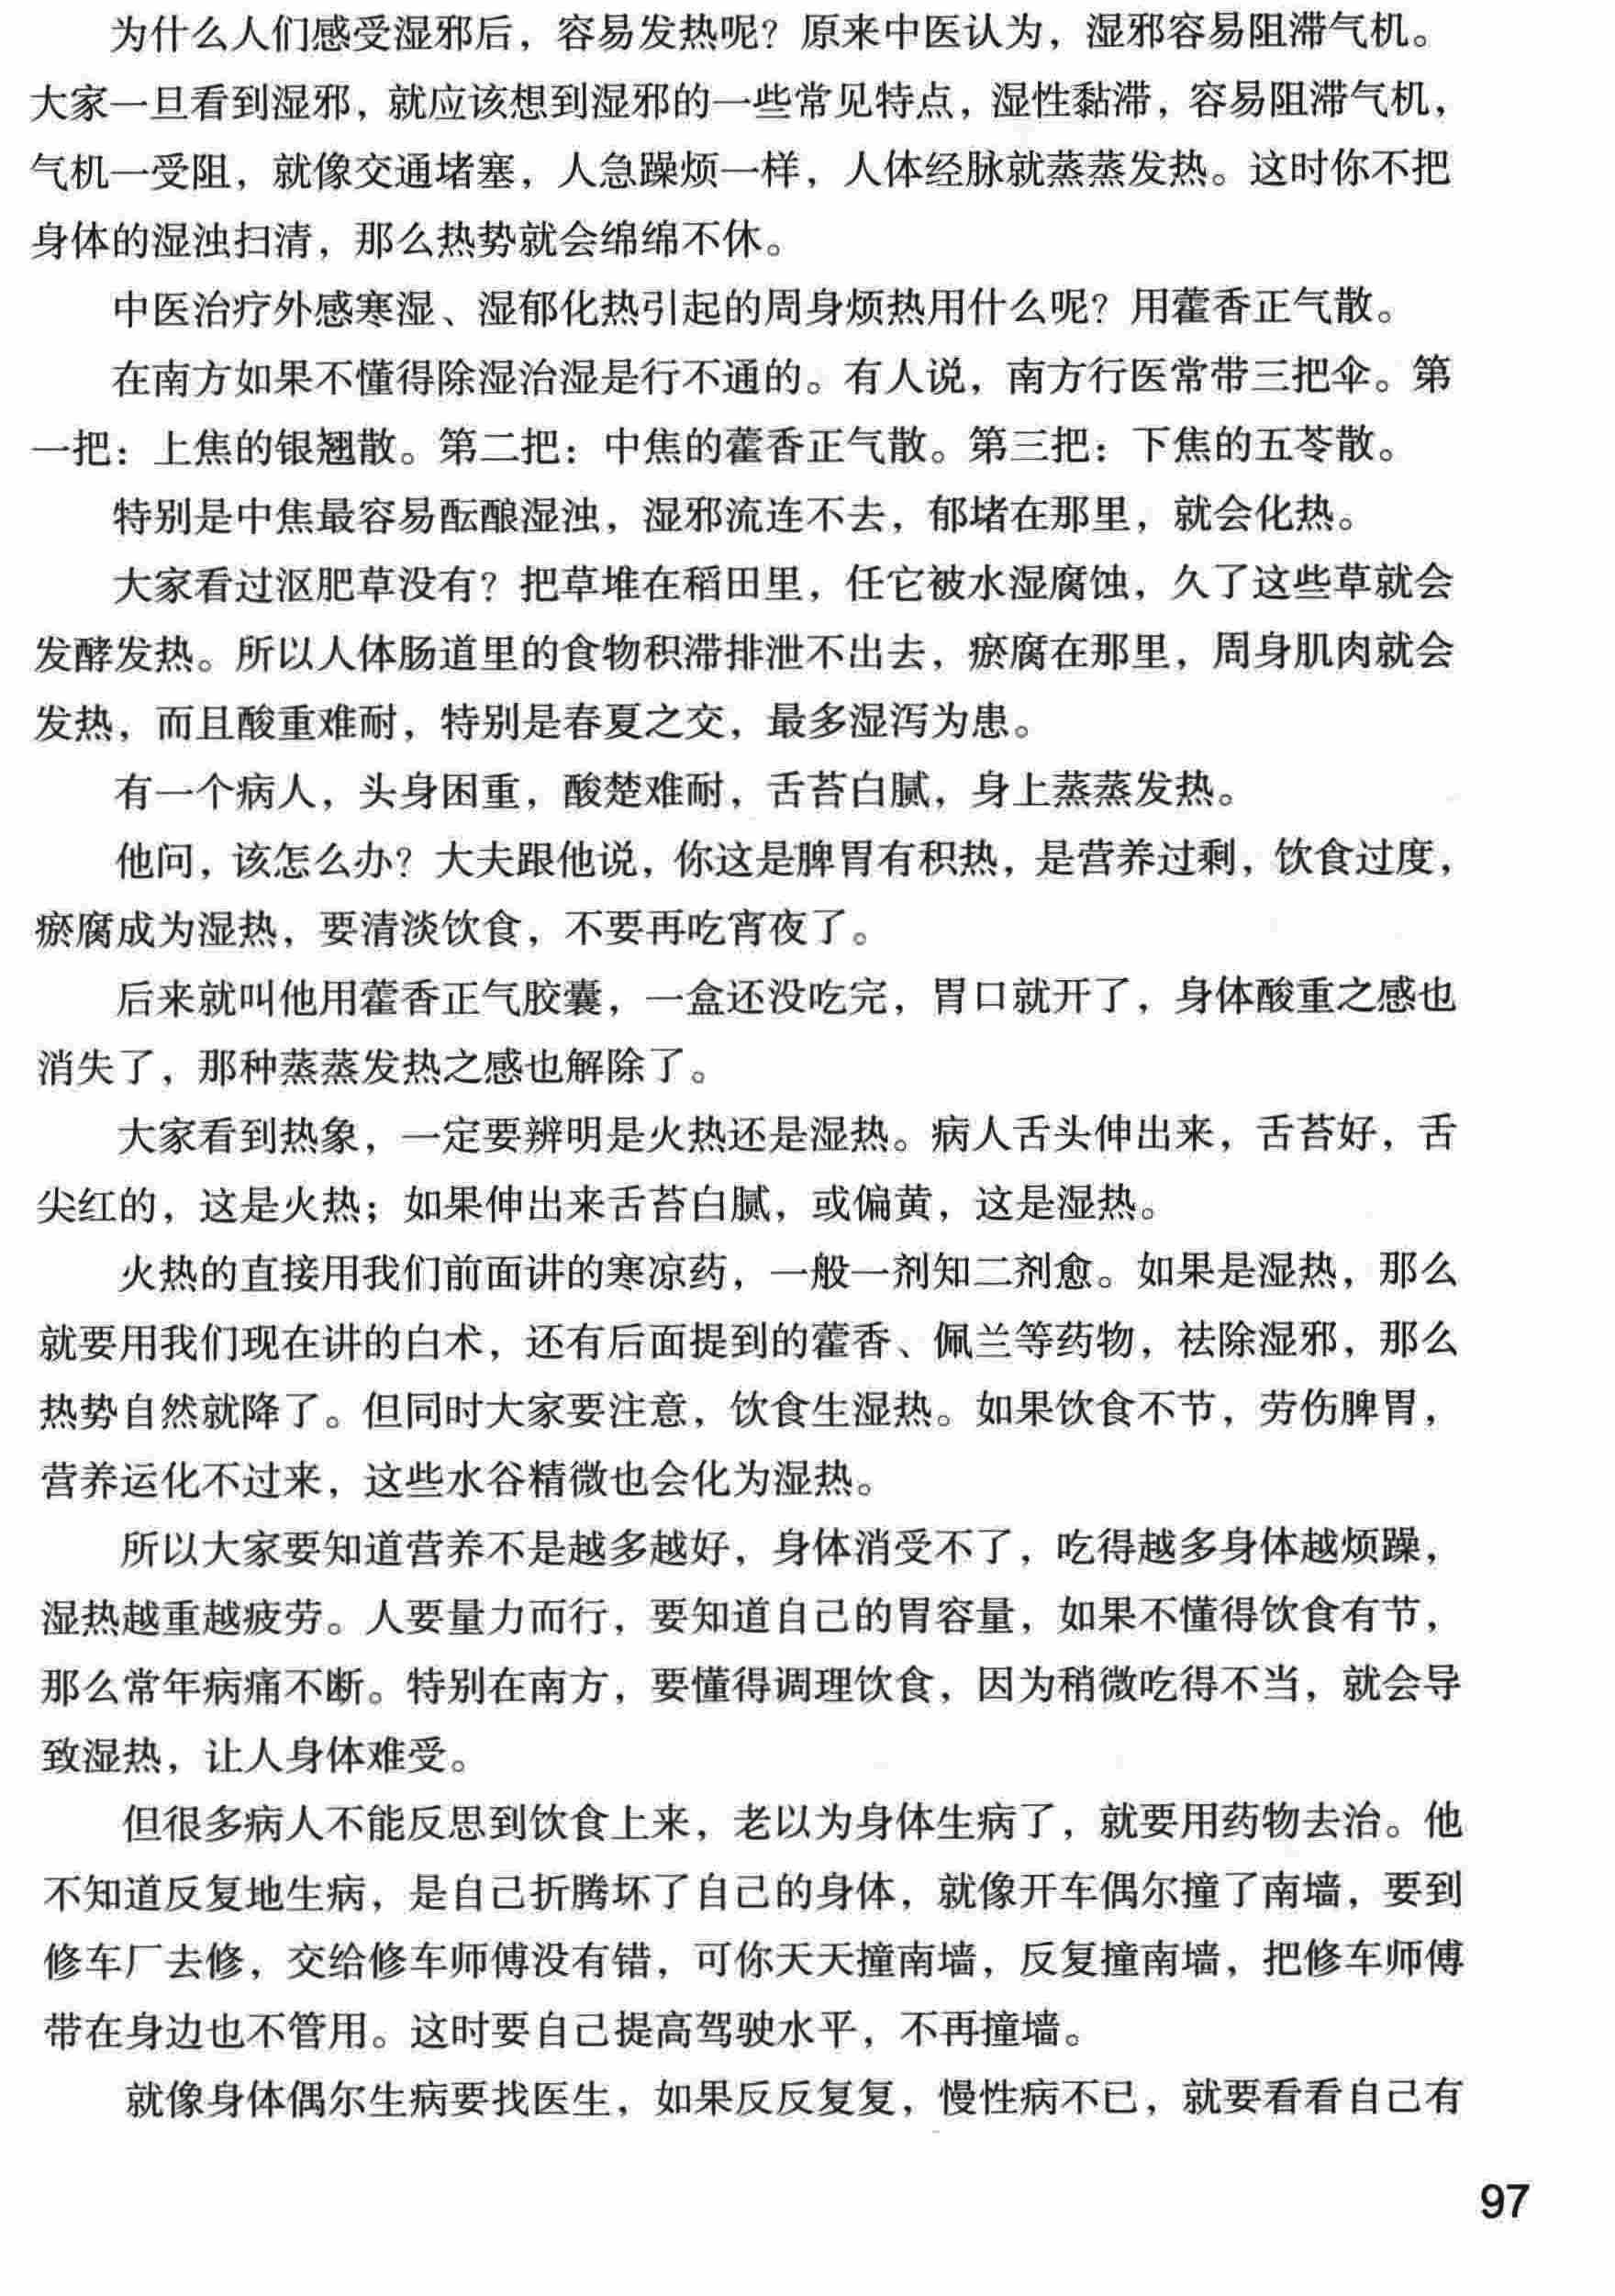 为什么人们感受湿邪后，容易发热呢？原来中医认为，湿邪容易阻滞气机。
大家一旦看到湿邪，就应该想到湿邪的一些常见特点，湿性黏滞，容易阻滞气机，
气机一受阻，就像交通堵塞，人急躁烦一样，人体经脉就蒸蒸发热。这时你不把
身体的湿浊扫清，那么热势就会绵绵不休。
中医治疗外感寒湿、湿郁化热引起的周身烦热用什么呢？用藿香正气散。
在南方如果不懂得除湿治湿是行不通的。有人说，南方行医常带三把伞。第
一把：上焦的银翘散。第二把：中焦的藿香正气散。第三把：下焦的五苓散。
特别是中焦最容易酝酿湿浊，湿邪流连不去，郁堵在那里，就会化热。
大家看过沤肥草没有？把草堆在稻田里，任它被水湿腐蚀，久了这些草就会
发酵发热。所以人体肠道里的食物积滞排泄不出去，瘀腐在那里，周身肌肉就会
发热，而且酸重难耐，特别是春夏之交，最多湿泻为患。
有一个病人，头身困重，酸楚难耐，舌苔白腻，身上蒸蒸发热。
他问，该怎么办？大夫跟他说，你这是脾胃有积热，是营养过剩，饮食过度，
瘀腐成为湿热，要清淡饮食，不要再吃宵夜了。
后来就叫他用藿香正气胶囊，一盒还没吃完，胃口就开了，身体酸重之感也
消失了，那种蒸蒸发热之感也解除了。
大家看到热象，一定要辨明是火热还是湿热。病人舌头伸出来，舌苔好，舌
尖红的，这是火热；如果伸出来舌苔白腻，或偏黄，这是湿热。
火热的直接用我们前面讲的寒凉药，一般一剂知二剂愈。如果是湿热，那么
就要用我们现在讲的白术，还有后面提到的藿香、佩兰等药物，祛除湿邪，那么
热势自然就降了。但同时大家要注意，饮食生湿热。如果饮食不节，劳伤脾胃，
营养运化不过来，这些水谷精微也会化为湿热。
所以大家要知道营养不是越多越好，身体消受不了，吃得越多身体越烦躁，
湿热越重越疲劳。人要量力而行，要知道自己的胃容量，如果不懂得饮食有节，
那么常年病痛不断。特别在南方，要懂得调理饮食，因为稍微吃得不当，就会导
致湿热，让人身体难受。
但很多病人不能反思到饮食上来，老以为身体生病了，就要用药物去治。他
不知道反复地生病，是自己折腾坏了自己的身体，就像开车偶尔撞了南墙，要到
修车厂去修，交给修车师傅没有错，可你天天撞南墙，反复撞南墙，把修车师傅
带在身边也不管用。这时要自己提高驾驶水平，不再撞墙。
就像身体偶尔生病要找医生，如果反反复复，慢性病不已，就要看看自己有
97